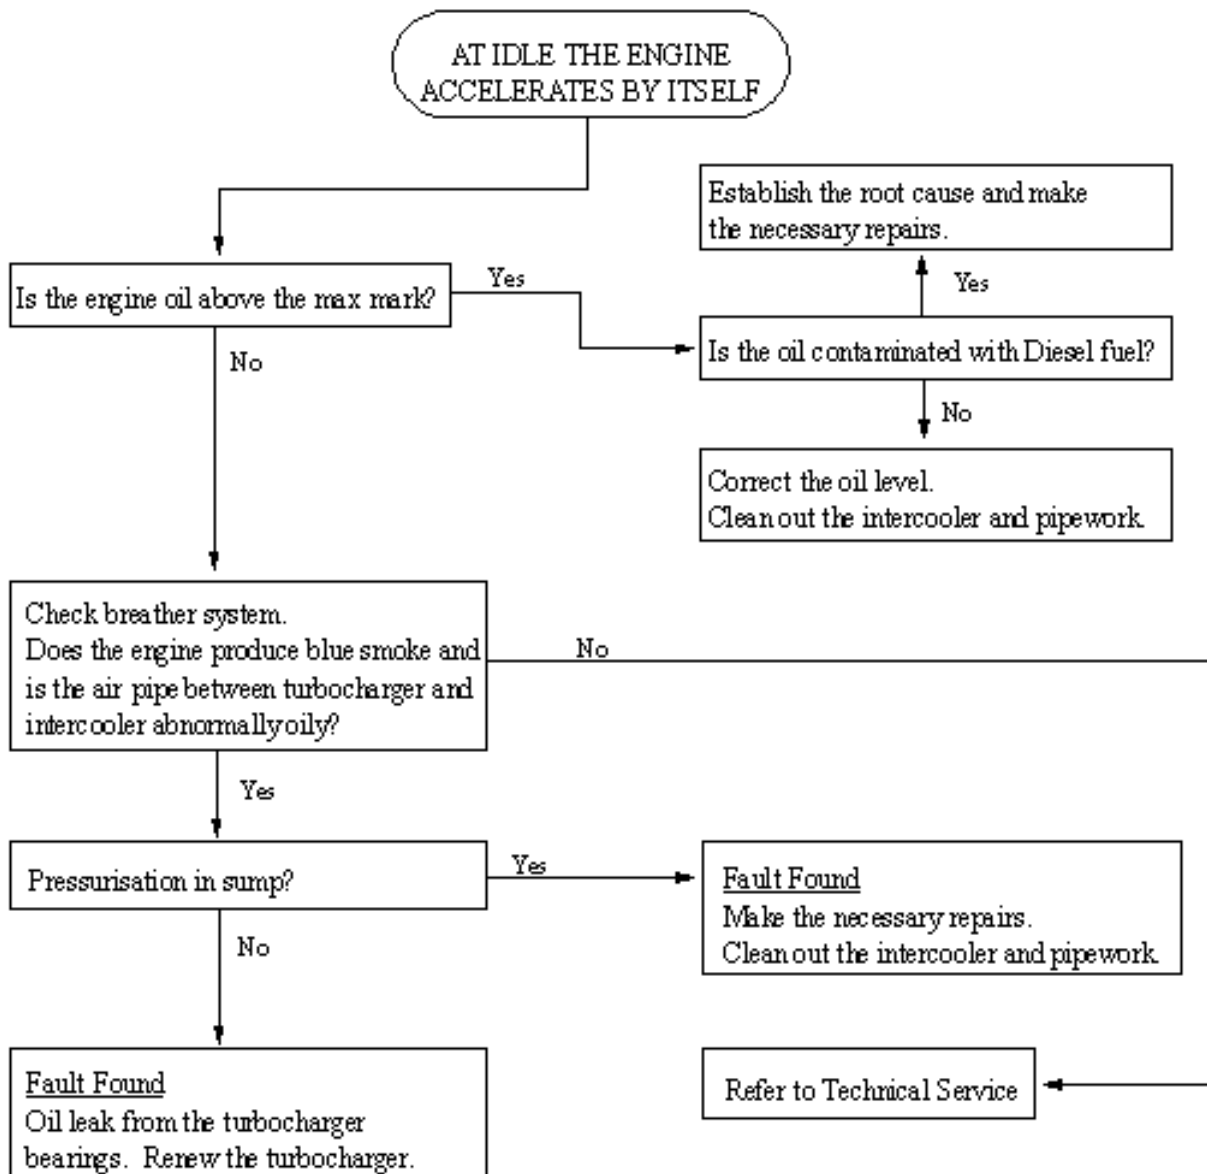 AT IDLE THE ENGINE
ACCELERATES BY ITSELF
Establish the root cause and make
the necessary repairs.
Is the engine oil above the max mark?
Yes
Yes
Is the oil contaminated with Diesel fuel?
No
No
Correct the oil level.
Clean out the intercooler and pipework.
Check breather system.
Does the engine produce blue smoke and
is the air pipe between turbocharger and
intercooler abnormally oily?
No
Yes
Pressurisation in sump?
Yes
Fault Found
Make the necessary repairs.
Clean out the intercooler and pipework.
No
Fault Found
Oil leak from the turbocharger
bearings. Renew the turbocharger.
Refer to Technical Service